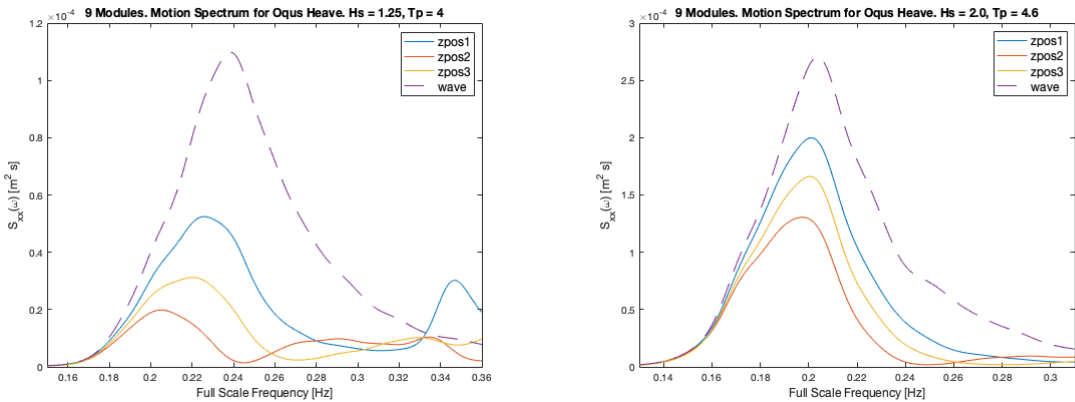 9 Modules. Motion Spectrum for Oqus Heave. Hs = 1.25, Tp = 4
×10⁻⁴
1.2
1
0.8
0.6
0.4
0.2
0
Sₓₓ(ω) [m² s]
zpos1
zpos2
zpos3
wave
0.16 0.18 0.2 0.22 0.24 0.26 0.28 0.3 0.32 0.34 0.36
Full Scale Frequency [Hz]
9 Modules. Motion Spectrum for Oqus Heave. Hs = 2.0, Tp = 4.6
×10⁻⁴
3
2.5
2
1.5
1
0.5
0
Sₓₓ(ω) [m² s]
zpos1
zpos2
zpos3
wave
0.14 0.16 0.18 0.2 0.22 0.24 0.26 0.28 0.3
Full Scale Frequency [Hz]